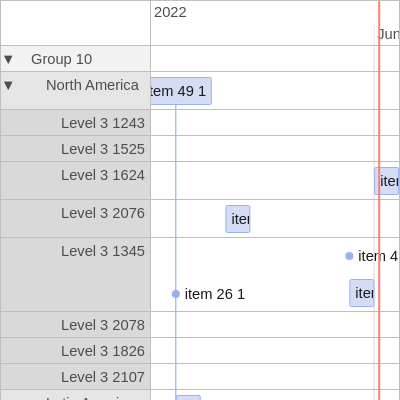 2022
Jun
▼ Group 10
▼ North America
tem 49 1
Level 3 1243
Level 3 1525
Level 3 1624
iter
Level 3 2076
iter
Level 3 1345
item 4
item 26 1
iter
Level 3 2078
Level 3 1826
Level 3 2107